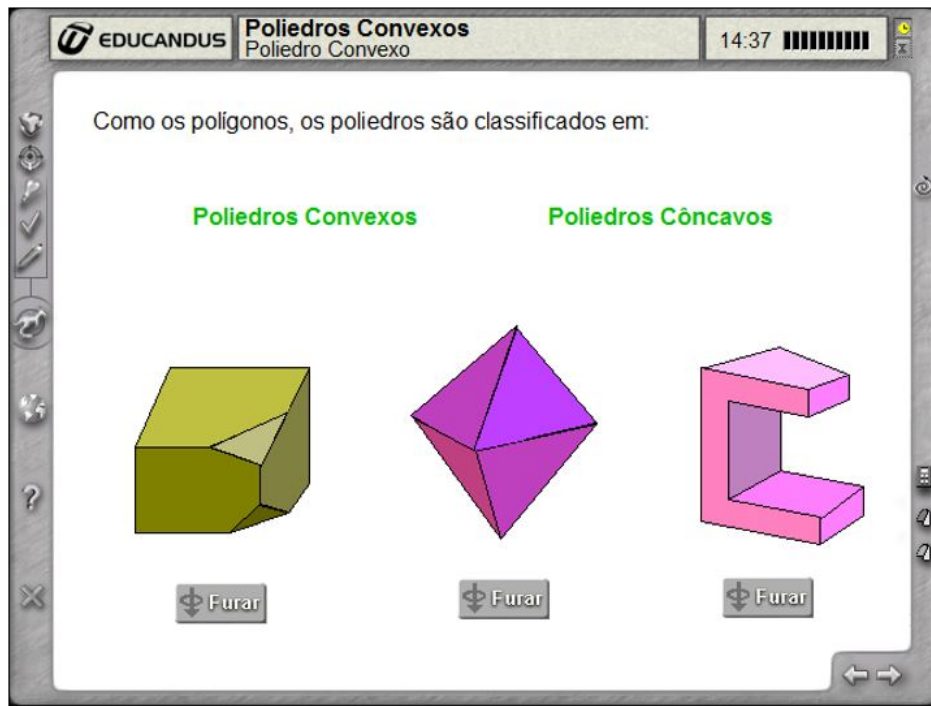 EDUCANDUS
Poliedros Convexos
Poliedro Convexo
14:37
Como os polígonos, os poliedros são classificados em:
Poliedros Convexos
Poliedros Côncavos
Furar
Furar
Furar
?